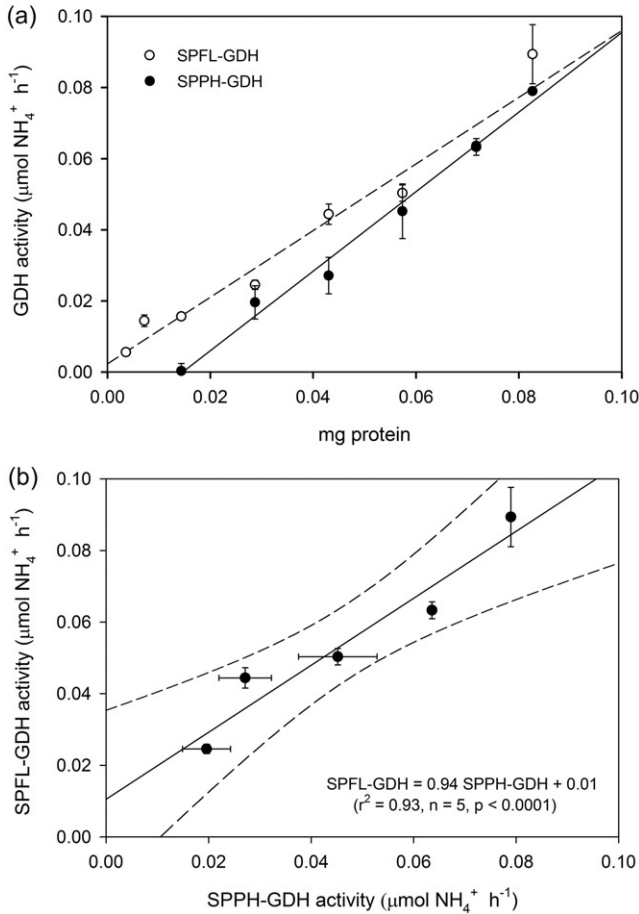 (a)
SPFL-GDH
SPPH-GDH
GDH activity (μmol NH₄⁺ h⁻¹)
0.10
0.08
0.06
0.04
0.02
0.00
0.00 0.02 0.04 0.06 0.08 0.10
mg protein
(b)
SPFL-GDH activity (μmol NH₄⁺ h⁻¹)
0.10
0.08
0.06
0.04
0.02
0.00
SPFL-GDH = 0.94 SPPH-GDH + 0.01
(r² = 0.93, n = 5, p < 0.0001)
0.00 0.02 0.04 0.06 0.08 0.10
SPPH-GDH activity (μmol NH₄⁺ h⁻¹)